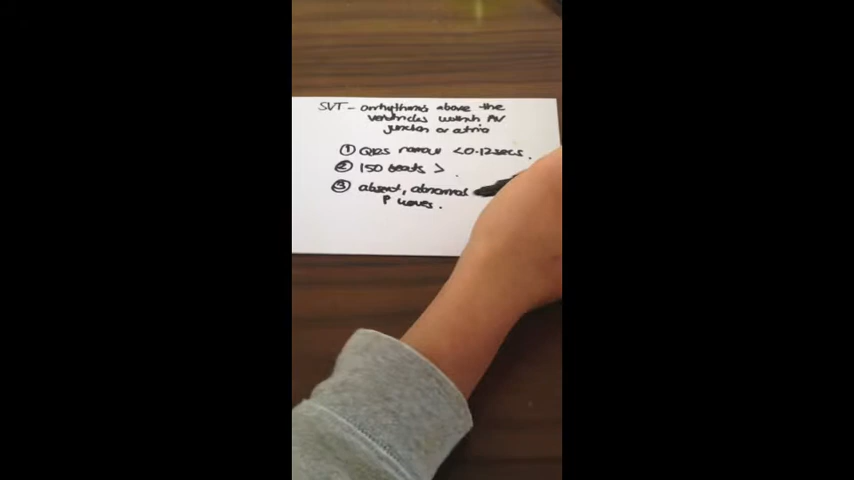 SVT - arrhythmias above the
ventricles within AV
junction or atria
① QRS narrow <0.12secs.
② 150 beats >
③ absent, abnormal
P waves.